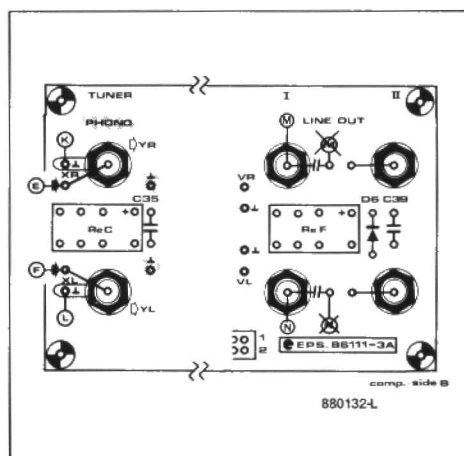 TUNER I II
PHONO M LINE OUT
K YR
XR VR
E C35 D6 C39
ReC ReF
F XL VL
L YL N
1
2
EPS. 86111-3A
comp. side B
880132-L